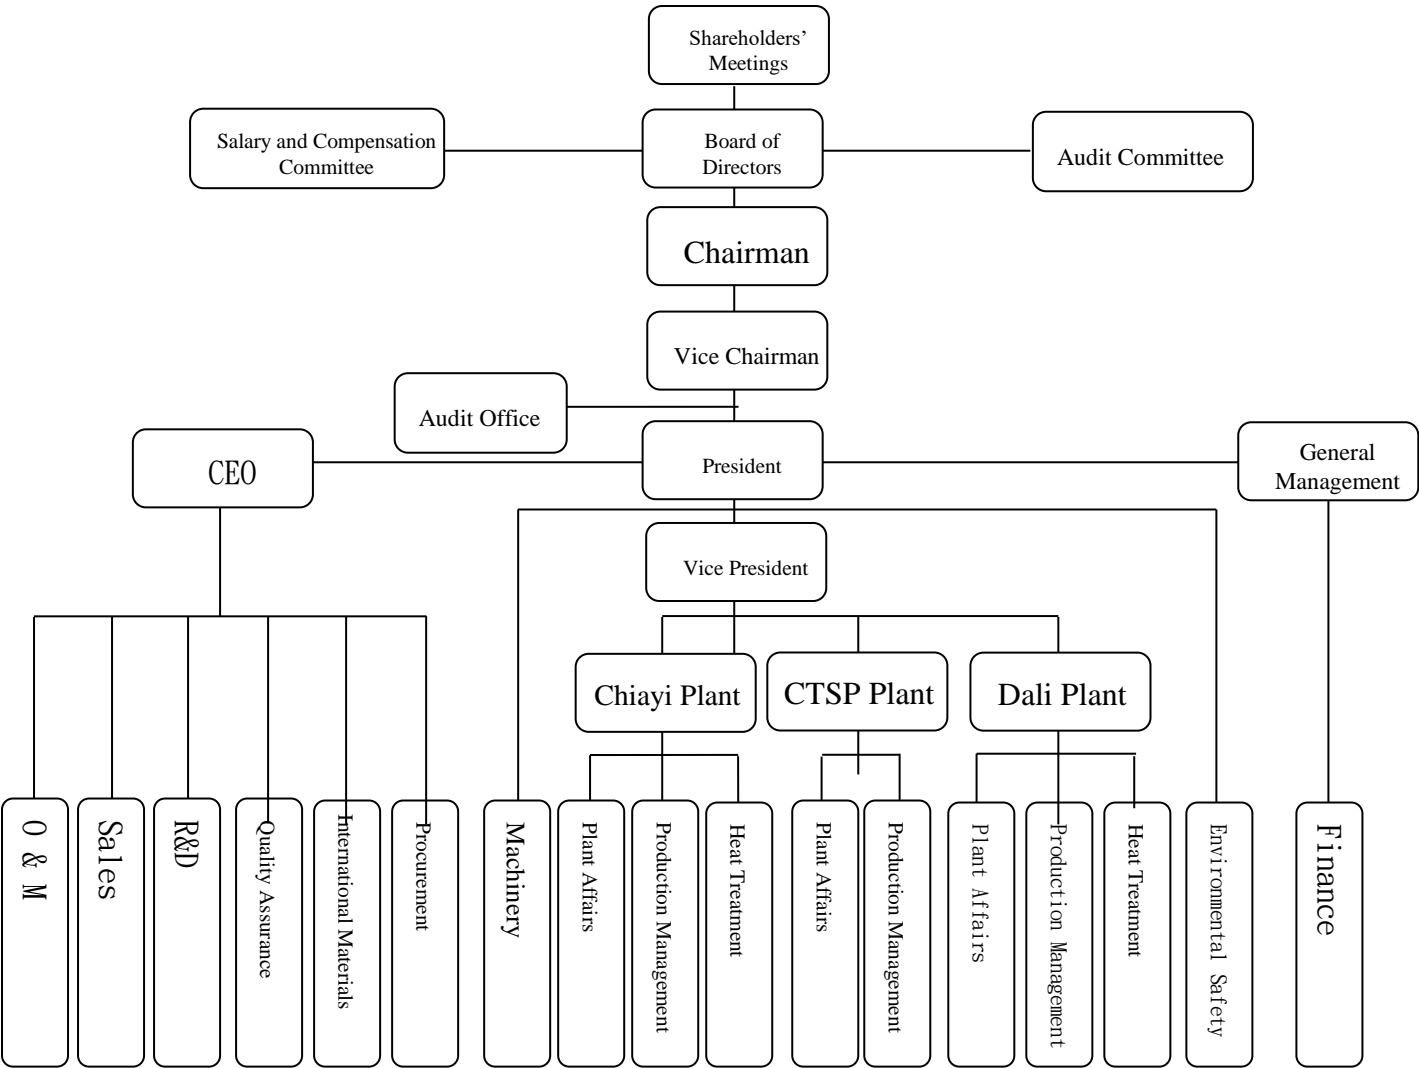 Shareholders’
Meetings
Salary and Compensation
Committee
Board of
Directors
Audit Committee
Chairman
Vice Chairman
Audit Office
CEO
President
General
Management
Vice President
Chiayi Plant
CTSP Plant
Dali Plant
O & M
Sales
R&D
Quality Assurance
International Materials
Procurement
Machinery
Plant Affairs
Production Management
Heat Treatment
Plant Affairs
Production Management
Plant Affairs
Production Management
Heat Treatment
Environmental Safety
Finance